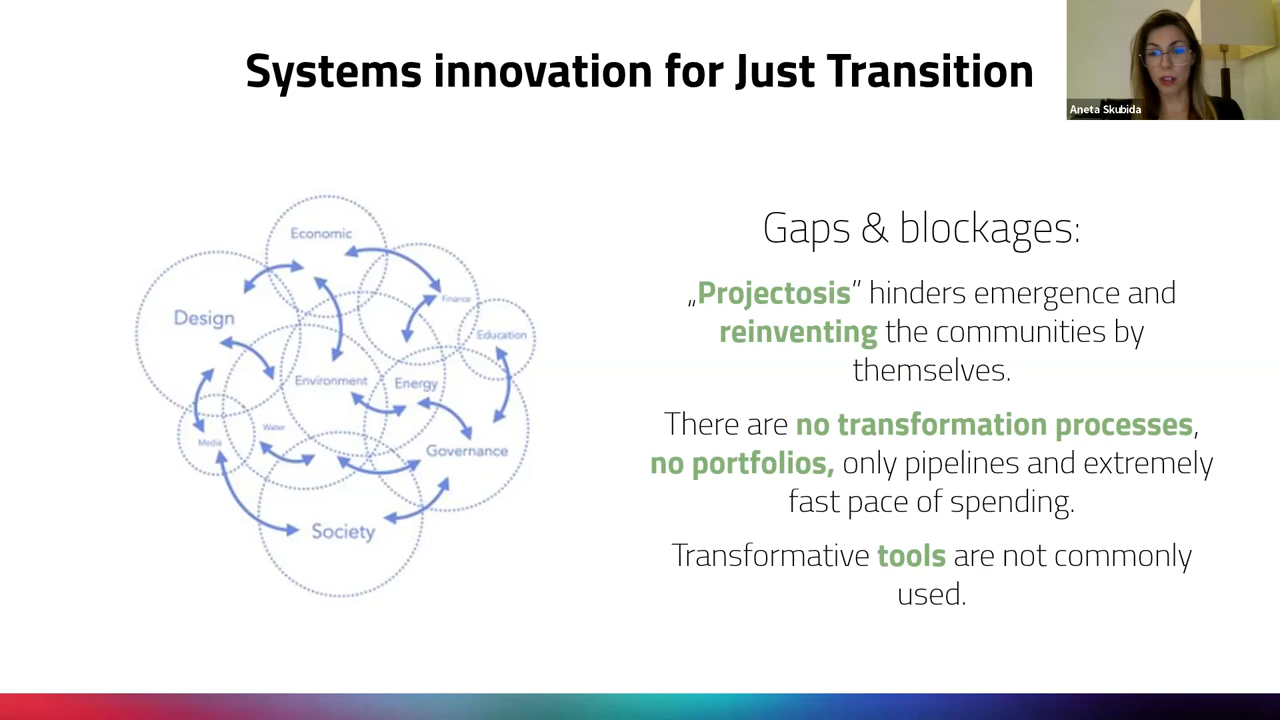 Systems innovation for Just Transition
Aneta Skubida
Economic
Finance
Design
Education
Environment
Energy
Water
Media
Governance
Society
Gaps & blockages:
„Projectosis” hinders emergence and
reinventing the communities by
themselves.
There are no transformation processes,
no portfolios, only pipelines and extremely
fast pace of spending.
Transformative tools are not commonly
used.